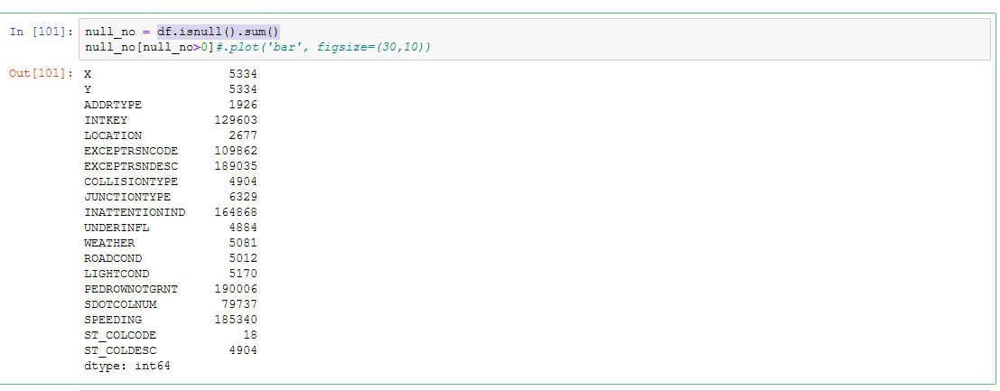 In [101]: null_no = df.isnull().sum()
null_no[null_no>0]#.plot('bar', figsize=(30,10))
Out[101]: X 5334
Y 5334
ADDRTYPE 1926
INTKEY 129603
LOCATION 2677
EXCEPTRSNCODE 109862
EXCEPTRSNDESC 189035
COLLISIONTYPE 4904
JUNCTIONTYPE 6329
INATTENTIONIND 164868
UNDERINFL 4884
WEATHER 5081
ROADCOND 5012
LIGHTCOND 5170
PEDROWNOTGRNT 190006
SDOTCOLNUM 79737
SPEEDING 185340
ST_COLCODE 18
ST_COLDESC 4904
dtype: int64